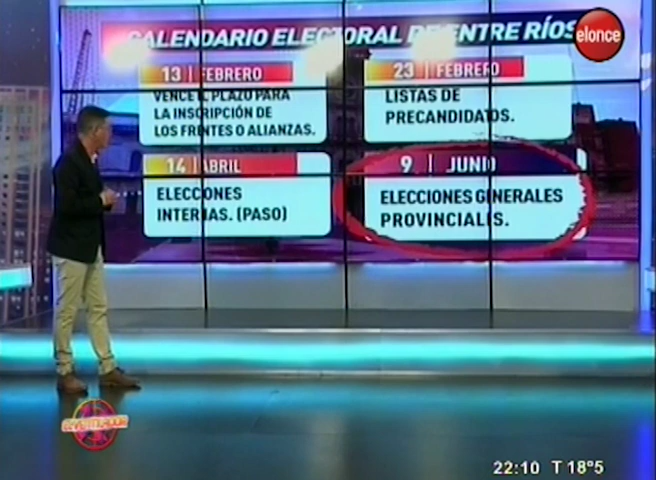 CALENDARIO ELECTORAL DE ENTRE RÍOS
elonce
13 | FEBRERO
VENCE EL PLAZO PARA
LA INSCRIPCIÓN DE
LOS FRENTES O ALIANZAS.
23 | FEBRERO
LISTAS DE
PRECANDIDATOS.
14 | ABRIL
ELECCIONES
INTERNAS. (PASO)
9 | JUNIO
ELECCIONES GENERALES
PROVINCIALES.
22:10 T 18°5